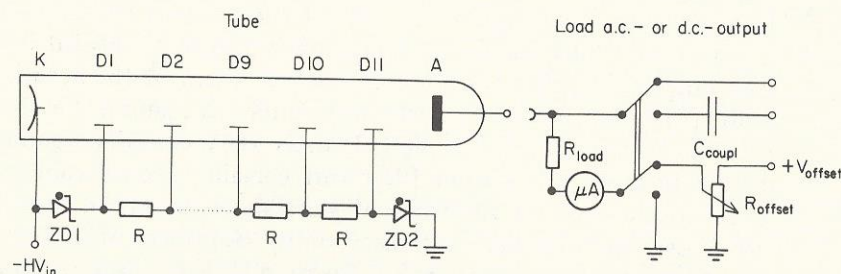 Tube
Load a.c.- or d.c.-output
K D1 D2 D9 D10 D11 A
R_load
C_coupl
+V_offset
μA
R_offset
ZD1 R R R ZD2
-HV_in